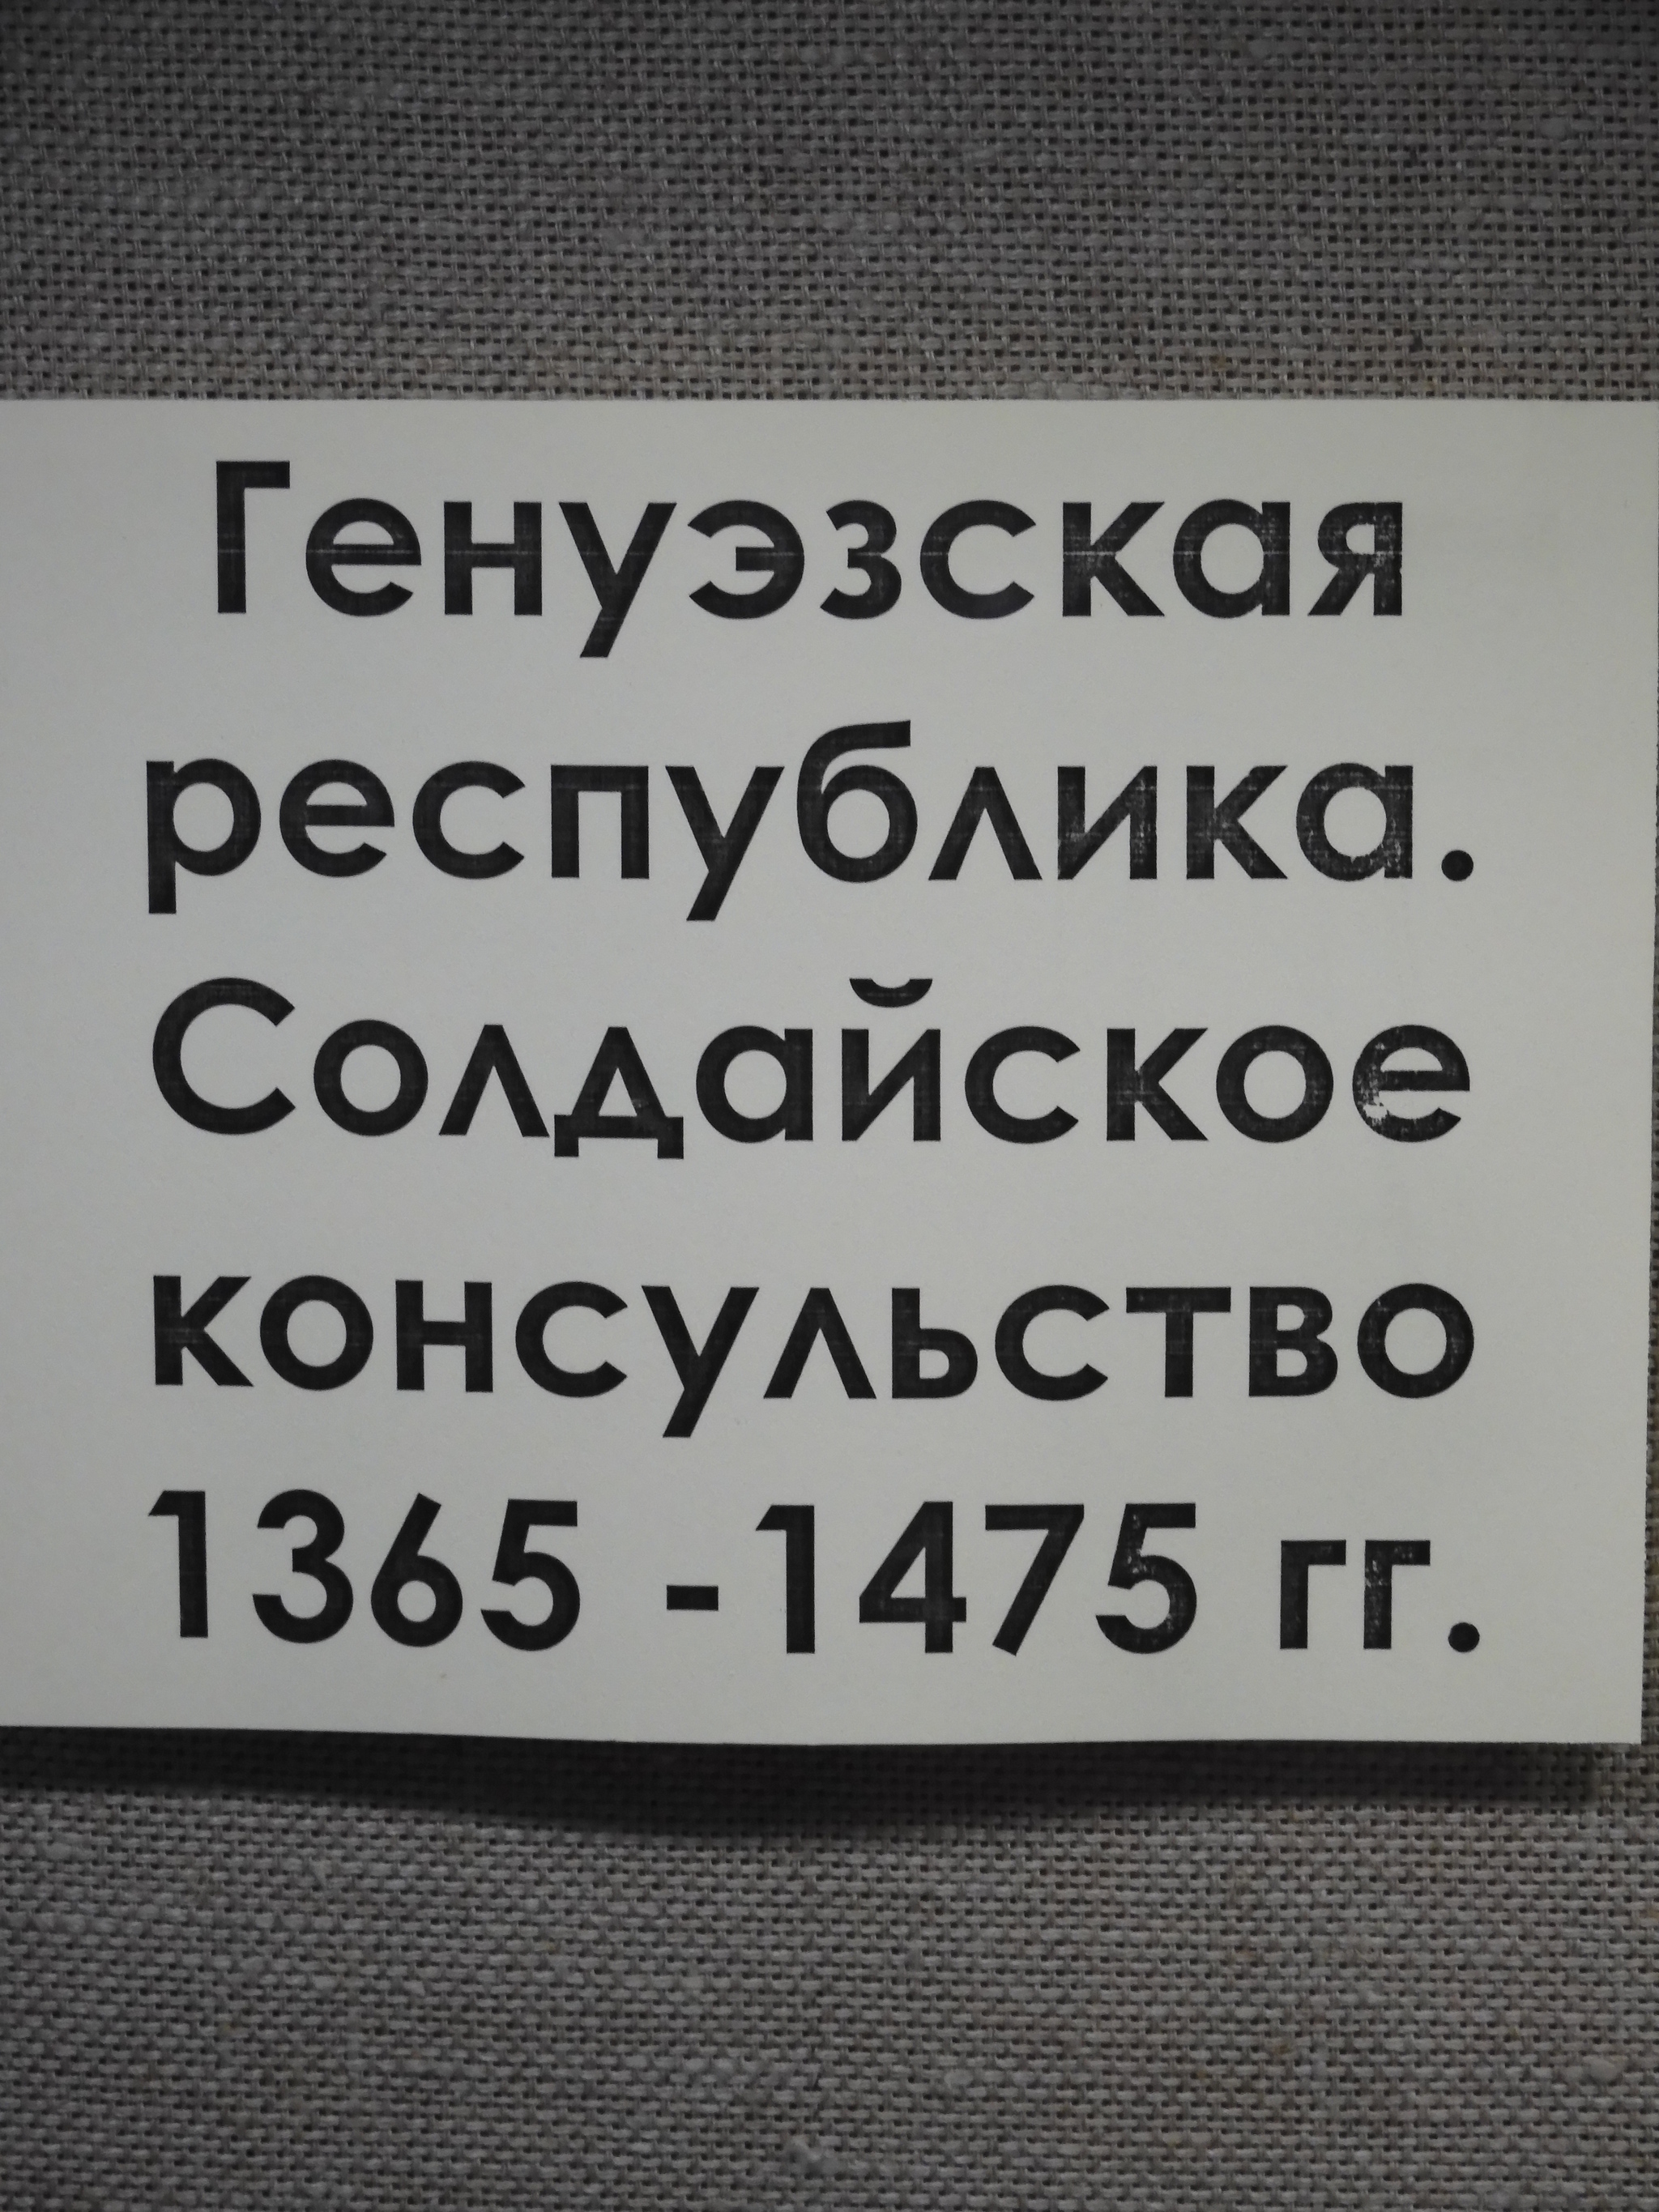 Генуэзская
республика.
Солдайское
консульство
1365 -1475 гг.